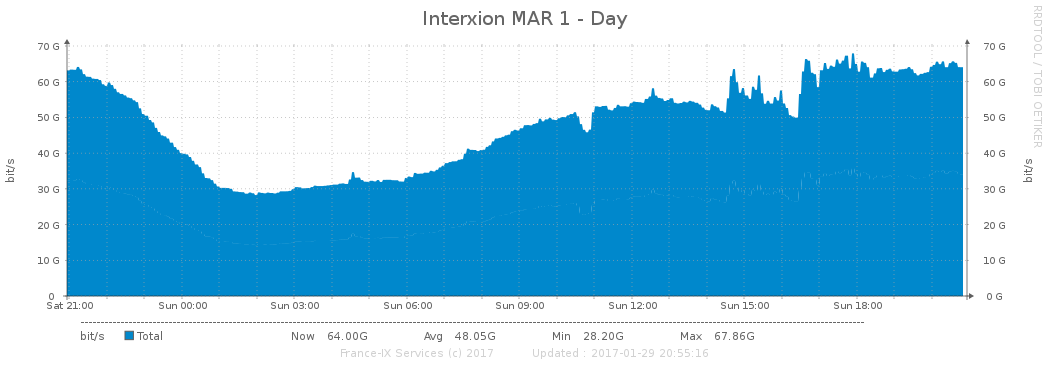 Interxion MAR 1 - Day
RRDTOOL / TOBI OETIKER
70 G 70 G
60 G 60 G
50 G 50 G
40 G 40 G
30 G 30 G
20 G 20 G
10 G 10 G
0 0 G
bit/s bit/s
Sat 21:00 Sun 00:00 Sun 03:00 Sun 06:00 Sun 09:00 Sun 12:00 Sun 15:00 Sun 18:00
bit/s Total Now 64.00G Avg 48.05G Min 28.20G Max 67.86G
France-IX Services (c) 2017 Updated : 2017-01-29 20:55:16